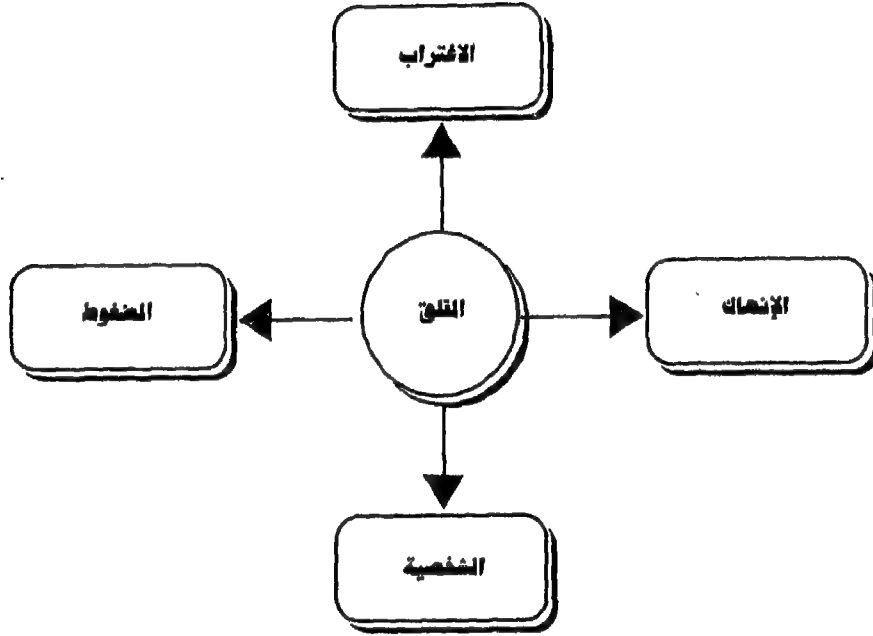 الاغتراب
الإنهاك
القلق
الضغوط
الشخصية